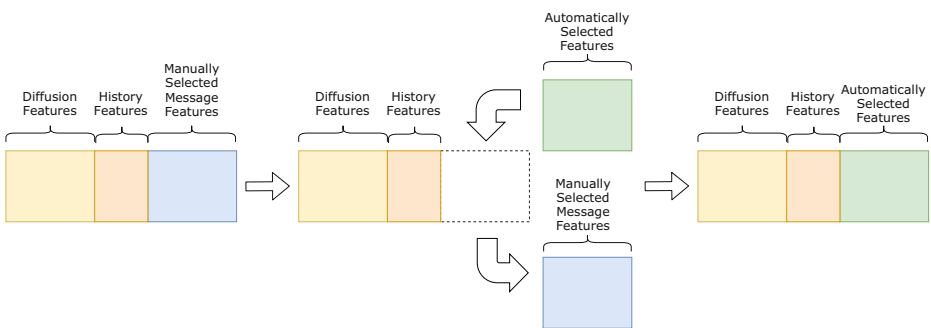 Diffusion
Features
History
Features
Manually
Selected
Message
Features
Diffusion
Features
History
Features
Automatically
Selected
Features
Manually
Selected
Message
Features
Diffusion
Features
History
Features
Automatically
Selected
Features